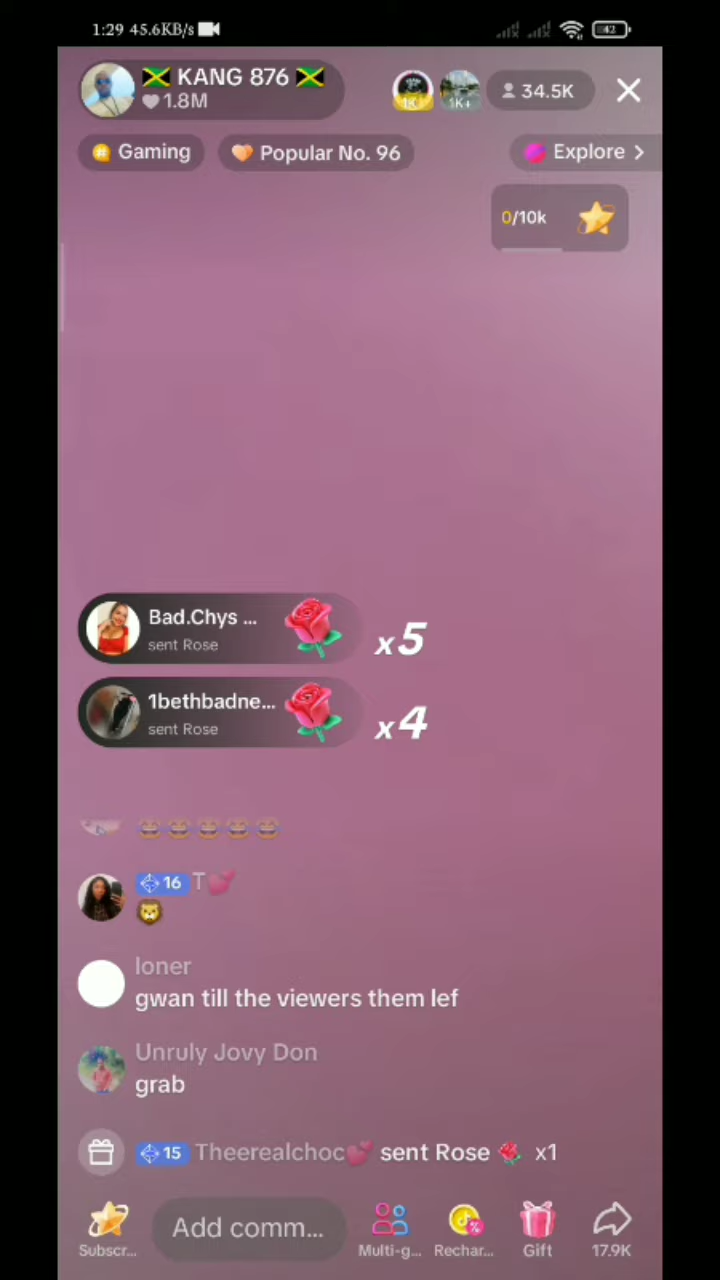 1:29 45.6KB/s
42
KANG 876
1.8M
1K+
1K+
34.5K
Gaming
Popular No. 96
Explore >
0/10k
Bad.Chys ...
sent Rose
x5
1bethbadne...
sent Rose
x4
16 T
loner
gwan till the viewers them lef
Unruly Jovy Don
grab
15 Theerealchoc sent Rose x1
Add comm...
Subscr...
Multi-g...
Rechar...
Gift
17.9K